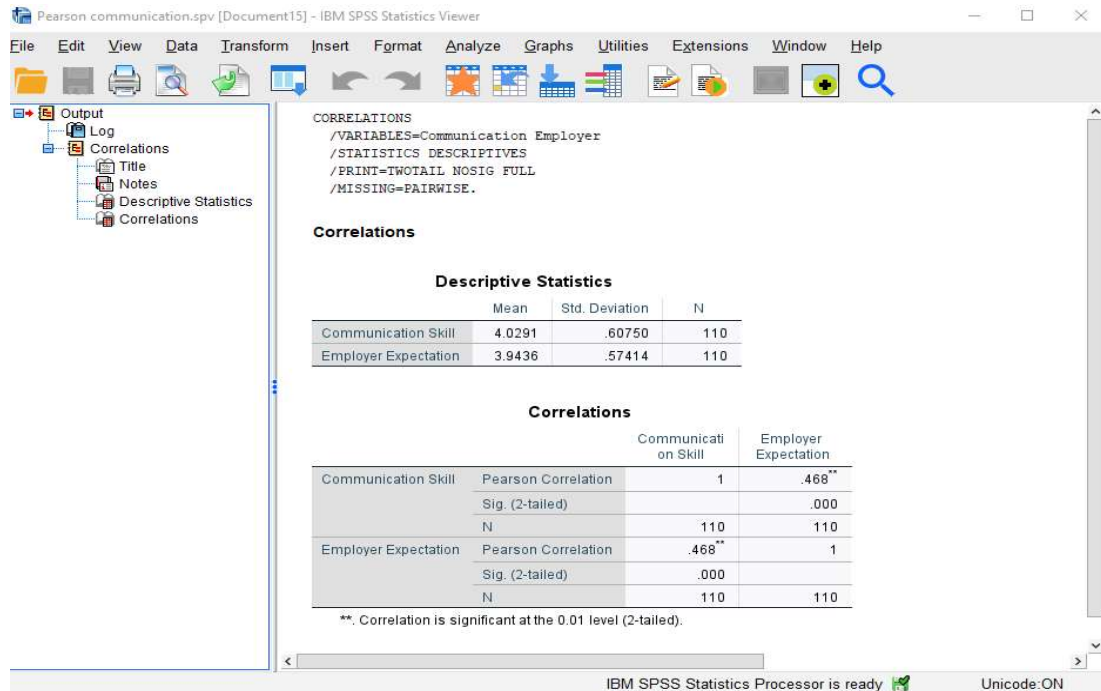 Pearson communication.spv [Document15] - IBM SPSS Statistics Viewer
File Edit View Data Transform Insert Format Analyze Graphs Utilities Extensions Window Help
Output
Log
Correlations
Title
Notes
Descriptive Statistics
Correlations
CORRELATIONS
/VARIABLES=Communication Employer
/STATISTICS DESCRIPTIVES
/PRINT=TWOTAIL NOSIG FULL
/MISSING=PAIRWISE.
Correlations
Descriptive Statistics
Mean Std. Deviation N
Communication Skill 4.0291 .60750 110
Employer Expectation 3.9436 .57414 110
Correlations
Communicati Employer
on Skill Expectation
Communication Skill Pearson Correlation 1 .468**
Sig. (2-tailed) .000
N 110 110
Employer Expectation Pearson Correlation .468** 1
Sig. (2-tailed) .000
N 110 110
**. Correlation is significant at the 0.01 level (2-tailed).
IBM SPSS Statistics Processor is ready Unicode:ON